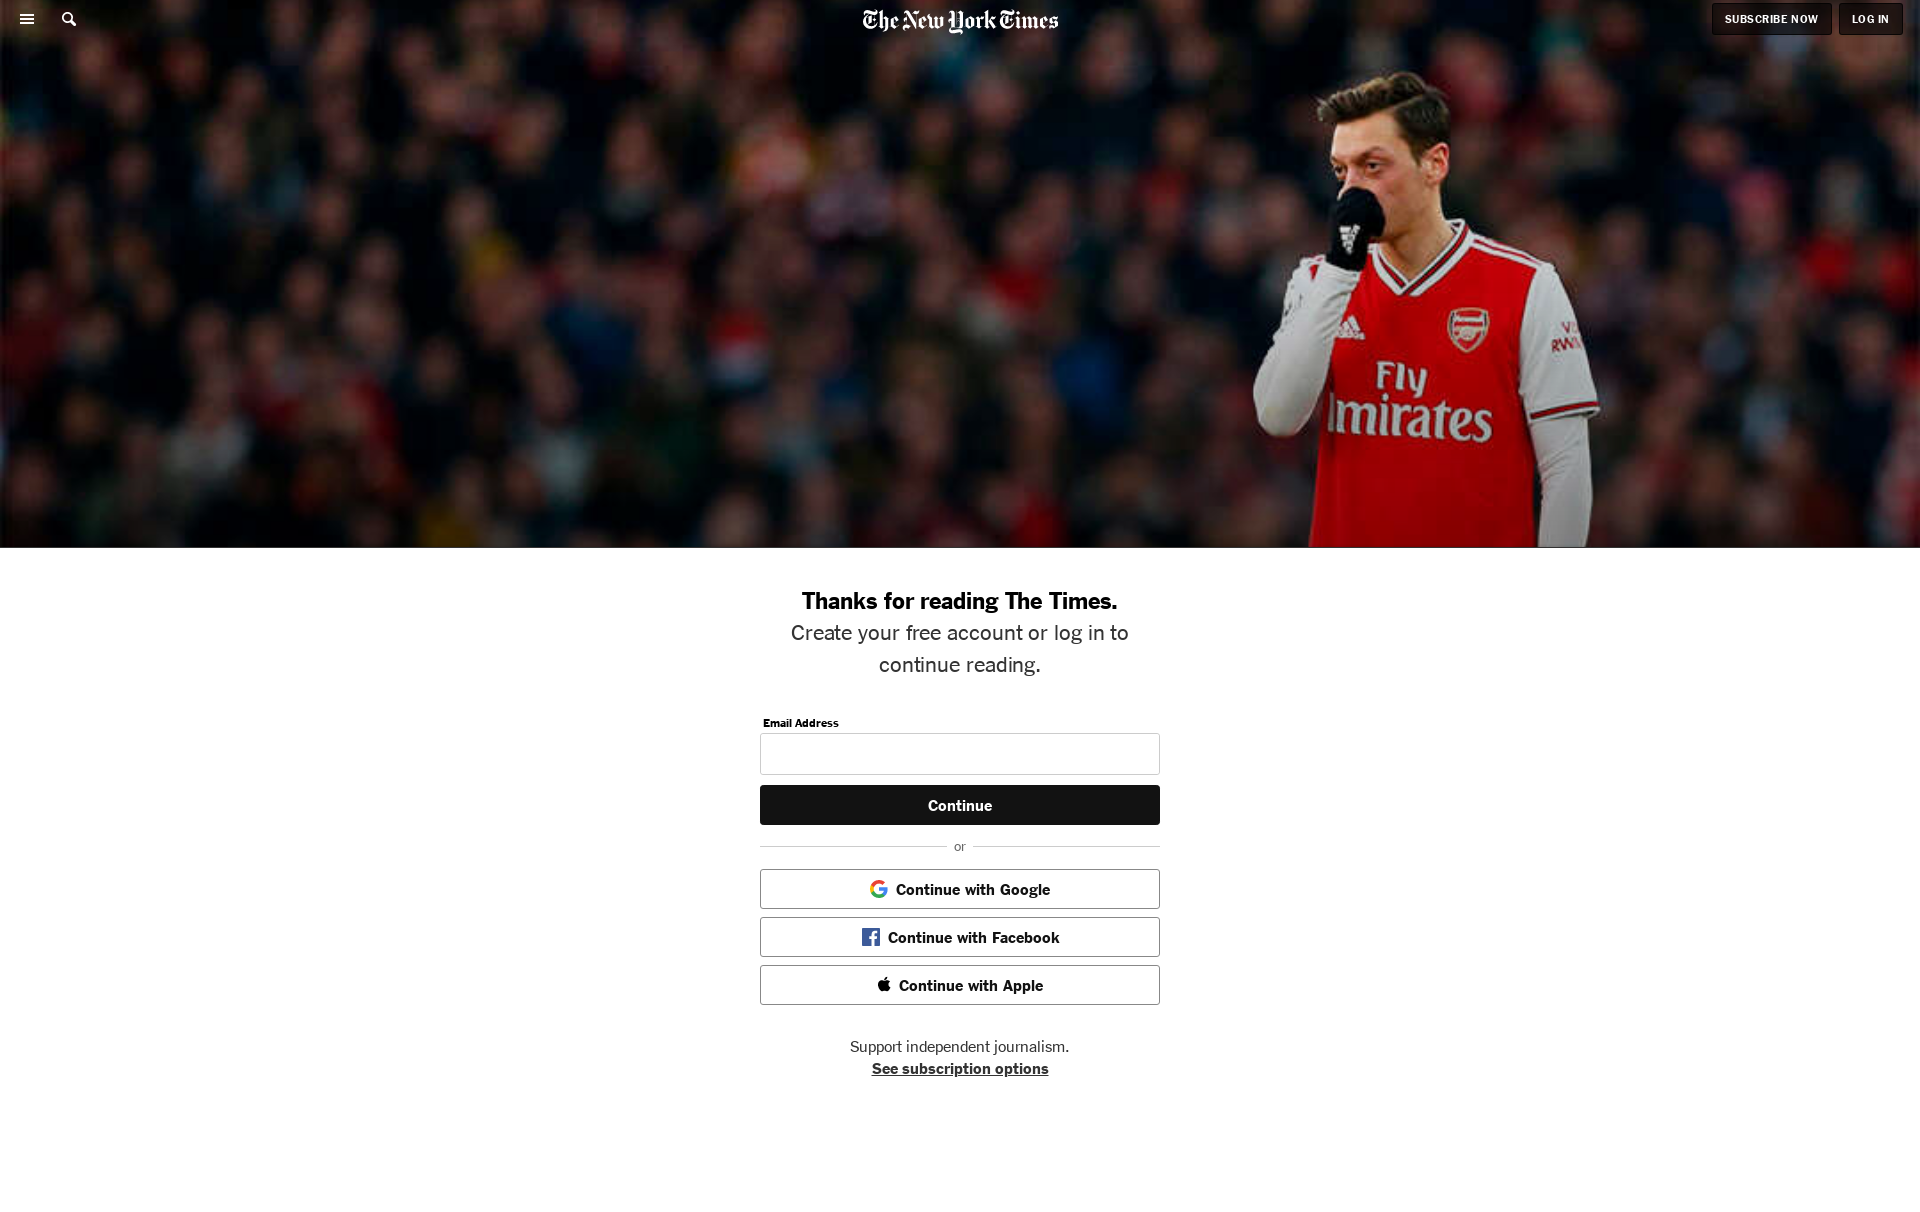 The New York Times
SUBSCRIBE NOW
LOG IN
Fly
Emirates
Thanks for reading The Times.
Create your free account or log in to
continue reading.
Email Address
Continue
or
Continue with Google
Continue with Facebook
Continue with Apple
Support independent journalism.
See subscription options